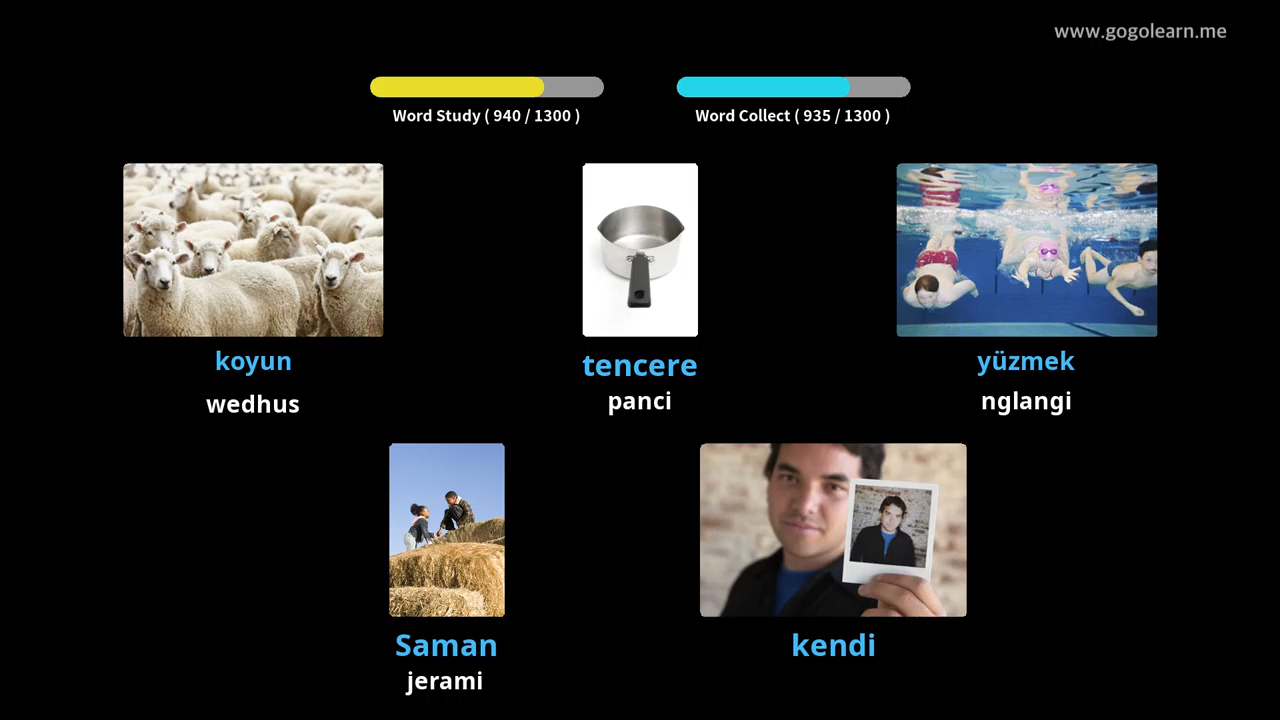 www.gogolearn.me
Word Study ( 940 / 1300 )
Word Collect ( 935 / 1300 )
koyun
wedhus
tencere
panci
yüzmek
nglangi
Saman
jerami
kendi